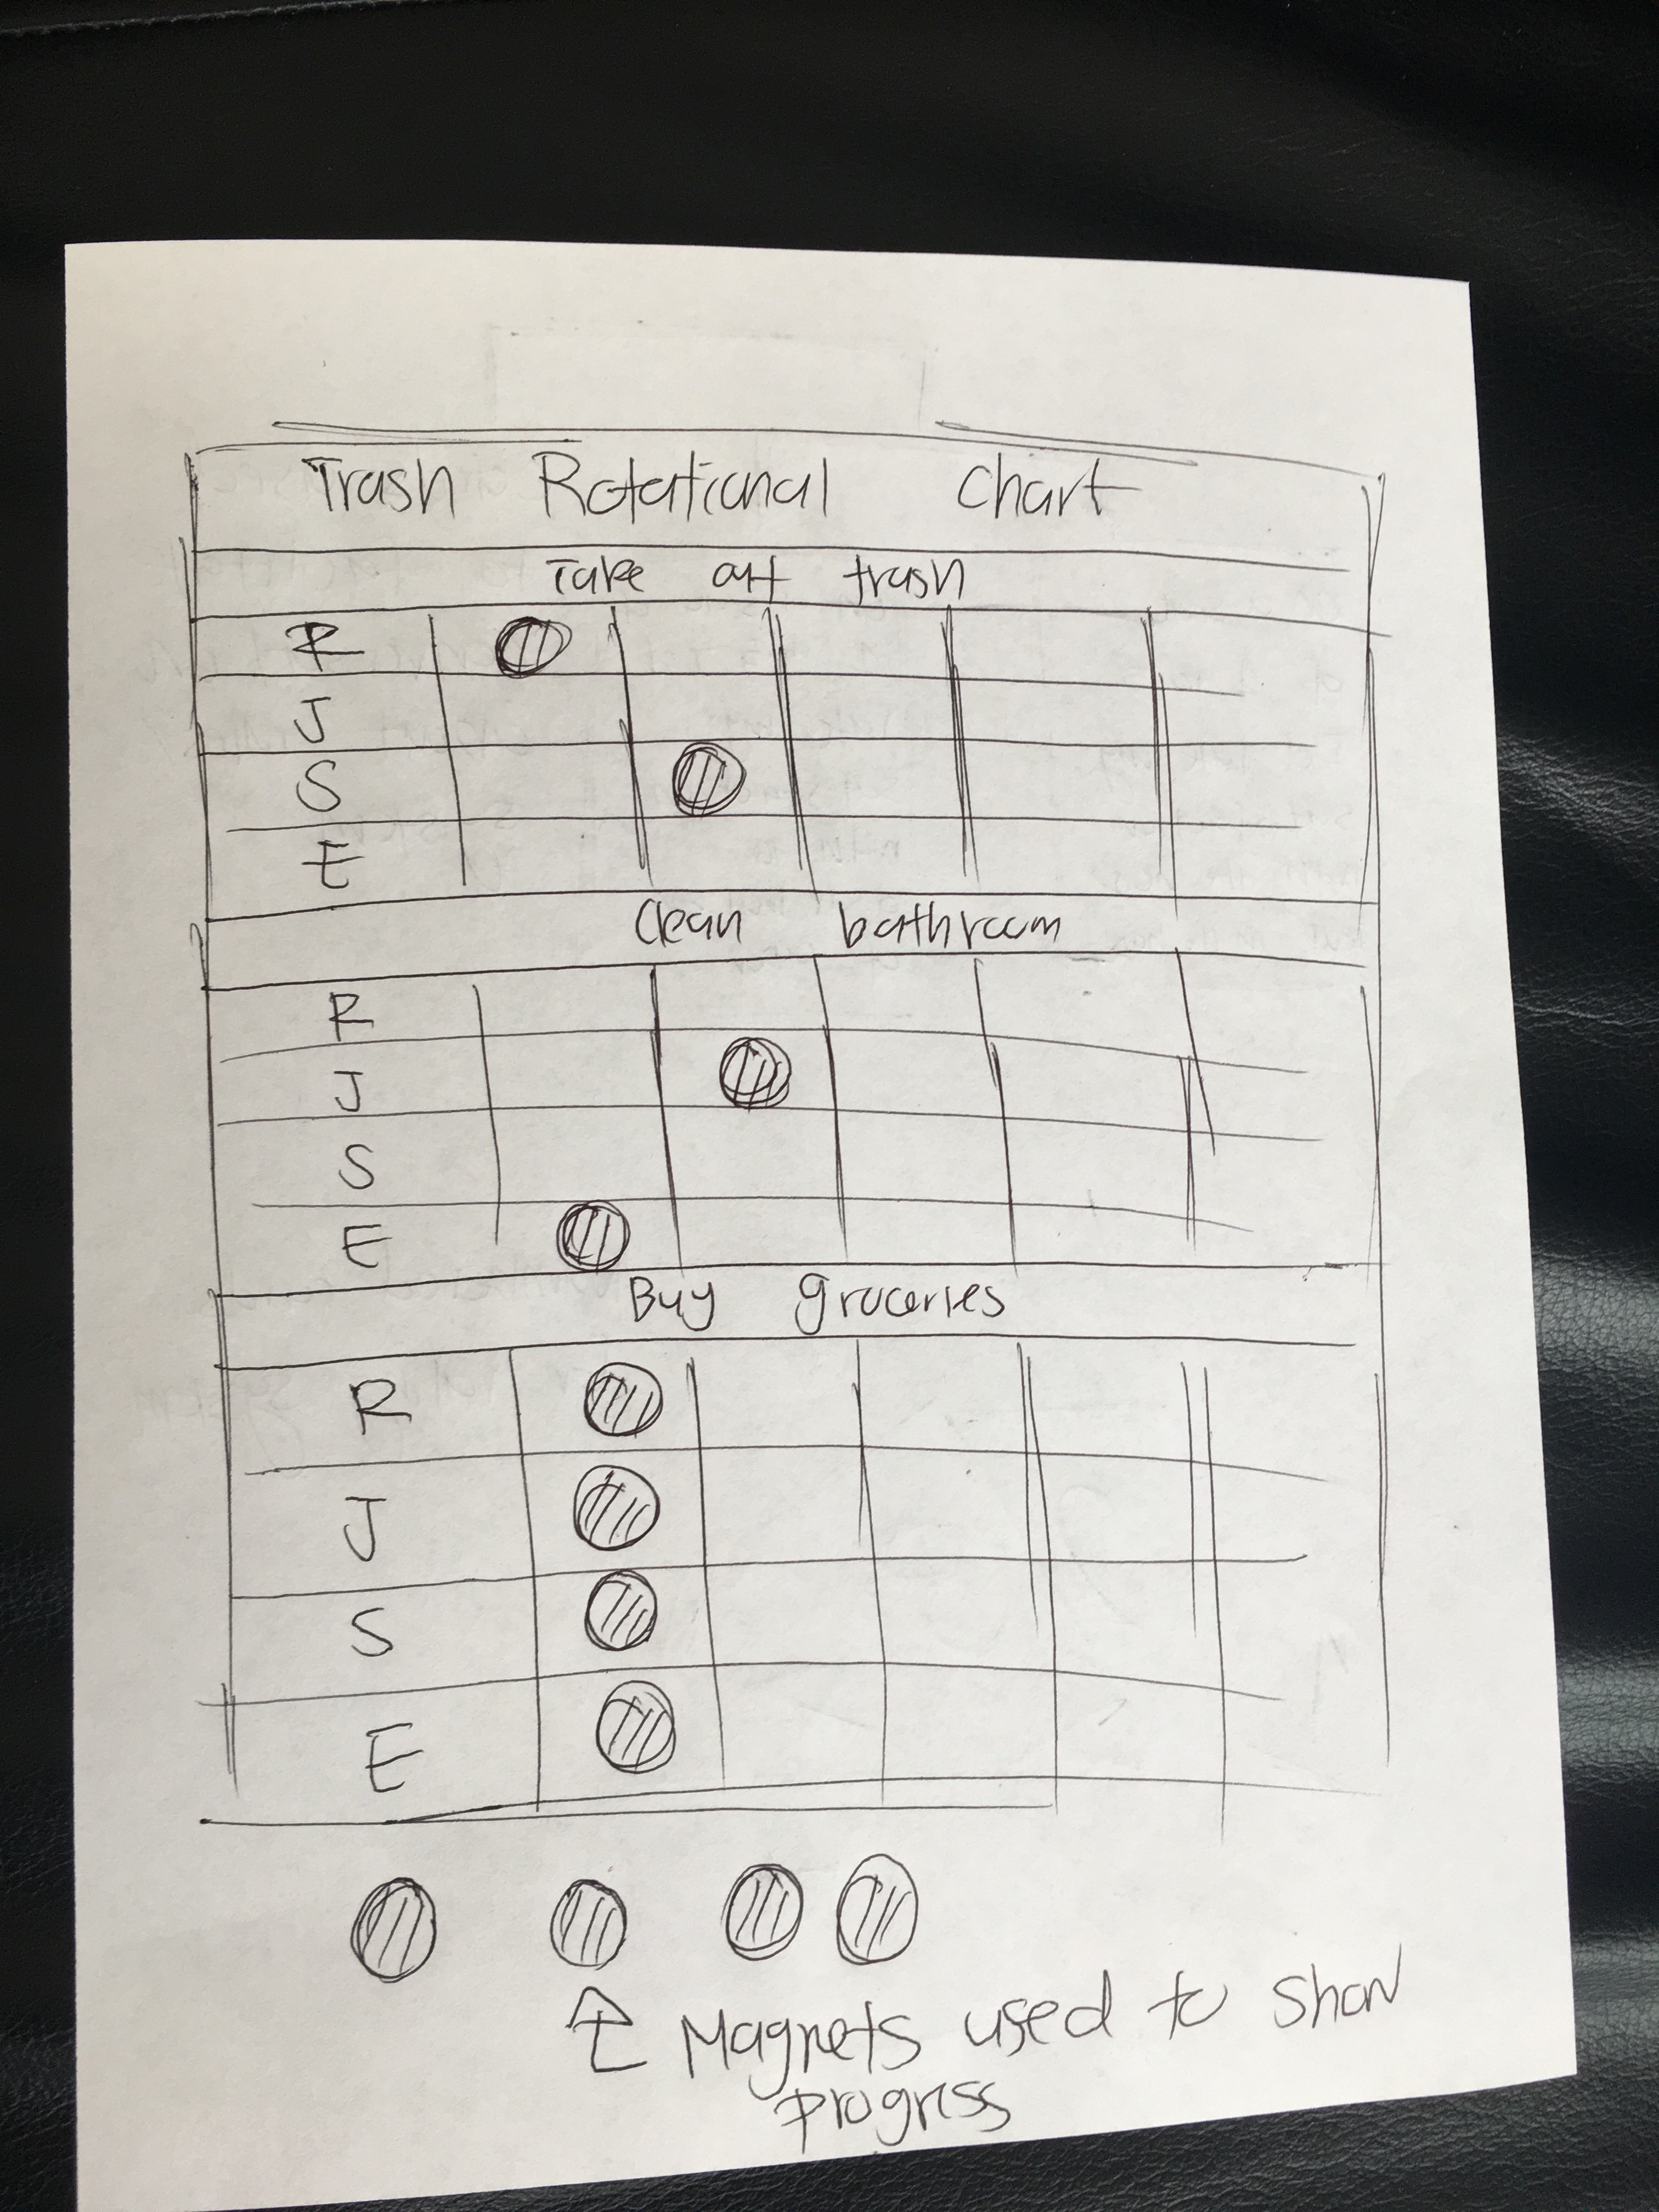 Trash Rotational Chart
Take out trash
R
J
S
E
Clean bathroom
R
J
S
E
Buy groceries
R
J
S
E
Magnets used to show
progress